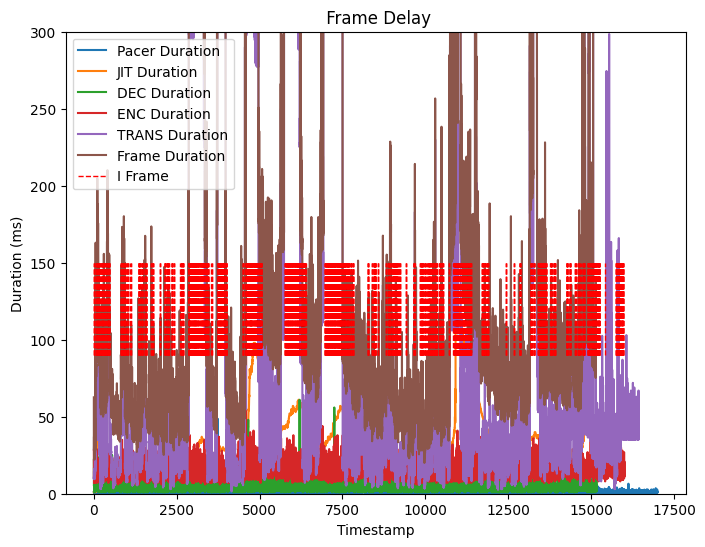 Frame Delay
Pacer Duration
JIT Duration
DEC Duration
ENC Duration
TRANS Duration
Frame Duration
I Frame
300
250
200
150
100
50
0
Duration (ms)
0 2500 5000 7500 10000 12500 15000 17500
Timestamp